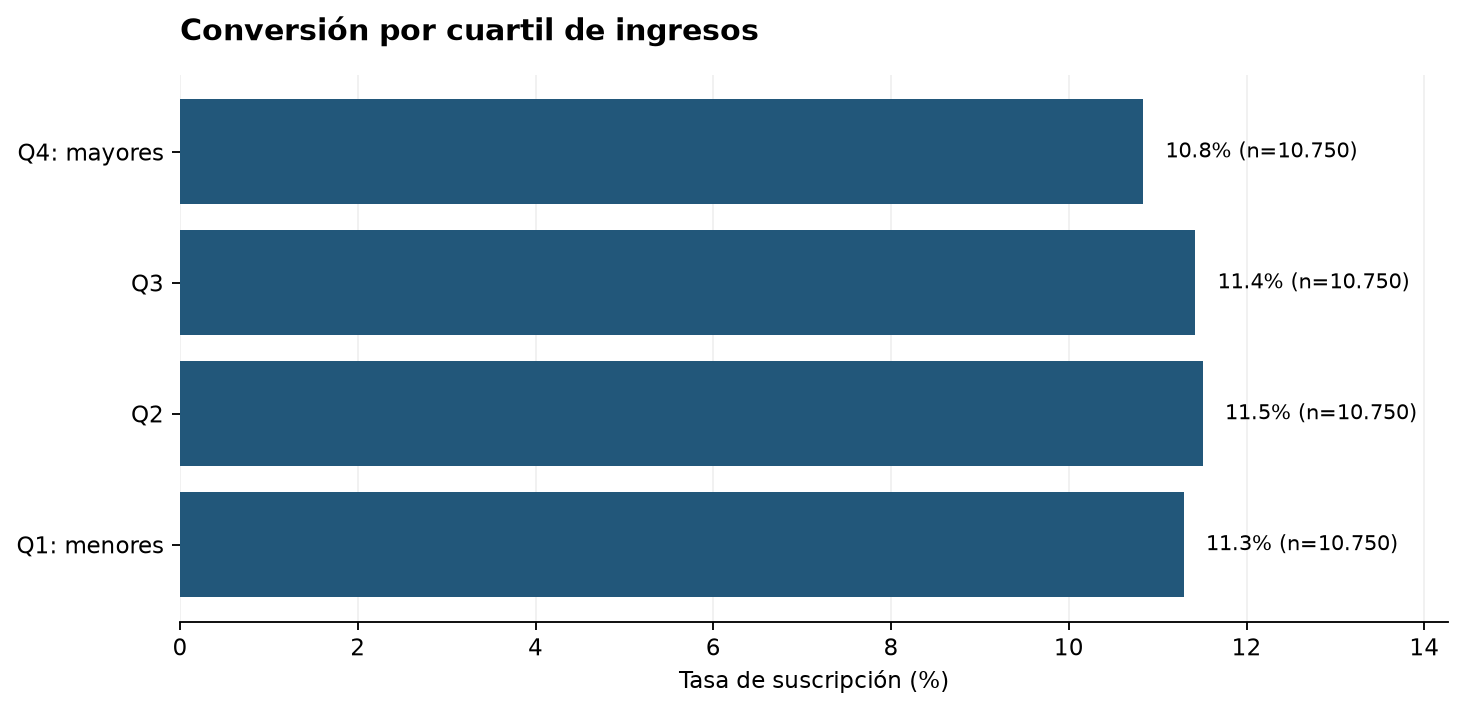 Conversión por cuartil de ingresos
Q4: mayores
10.8% (n=10.750)
Q3
11.4% (n=10.750)
Q2
11.5% (n=10.750)
Q1: menores
11.3% (n=10.750)
0 2 4 6 8 10 12 14
Tasa de suscripción (%)